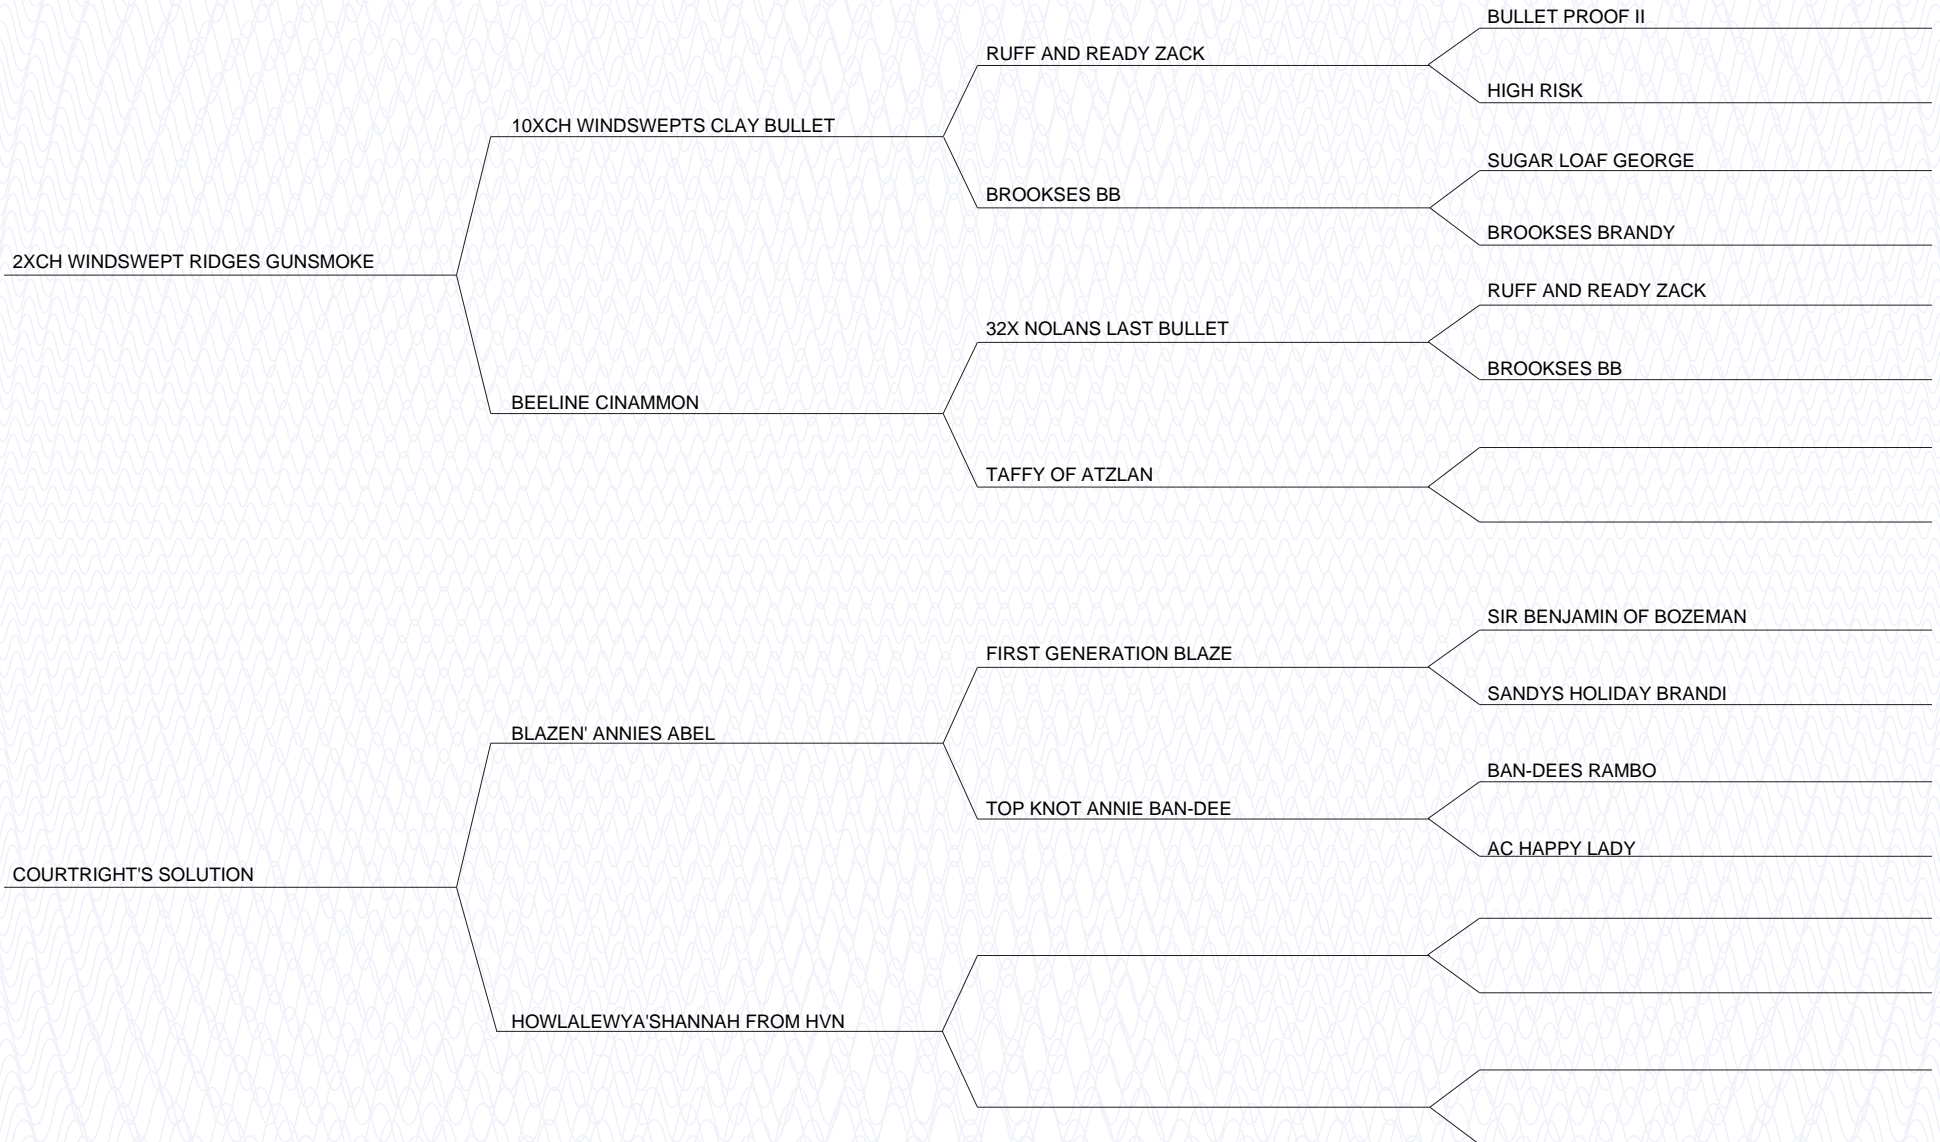 BULLET PROOF II
RUFF AND READY ZACK
HIGH RISK
10XCH WINDSWEPTS CLAY BULLET
SUGAR LOAF GEORGE
BROOKSES BB
BROOKSES BRANDY
2XCH WINDSWEPT RIDGES GUNSMOKE
RUFF AND READY ZACK
32X NOLANS LAST BULLET
BROOKSES BB
BEELINE CINAMMON
TAFFY OF ATZLAN
SIR BENJAMIN OF BOZEMAN
FIRST GENERATION BLAZE
SANDYS HOLIDAY BRANDI
BLAZEN' ANNIES ABEL
BAN-DEES RAMBO
TOP KNOT ANNIE BAN-DEE
AC HAPPY LADY
COURTRIGHT'S SOLUTION
HOWLALEWYA'SHANNAH FROM HVN